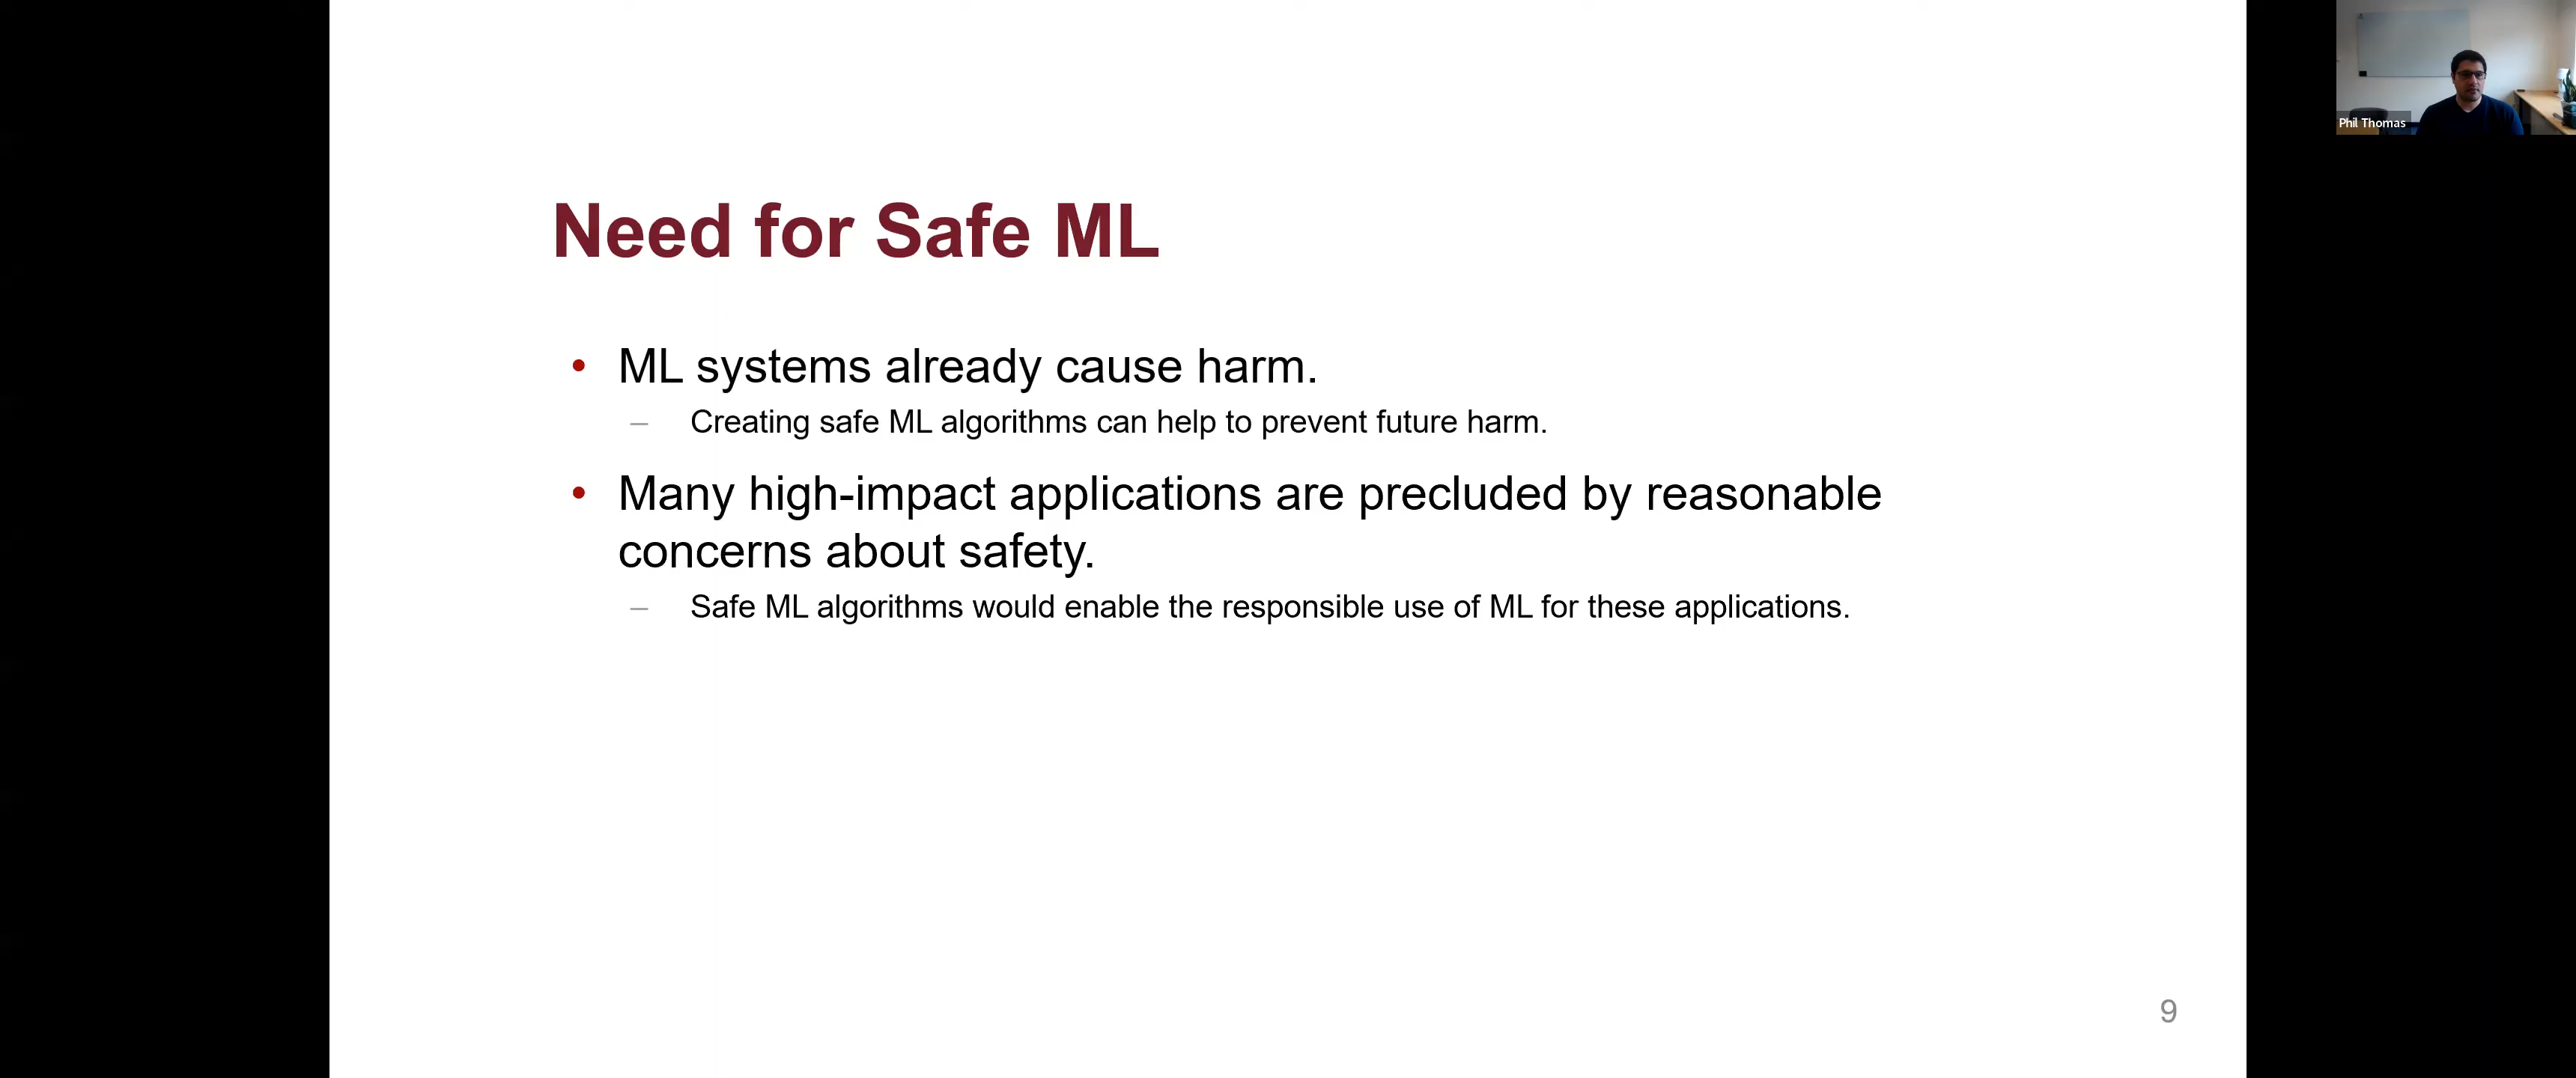 Need for Safe ML
• ML systems already cause harm.
– Creating safe ML algorithms can help to prevent future harm.
• Many high-impact applications are precluded by reasonable
concerns about safety.
– Safe ML algorithms would enable the responsible use of ML for these applications.
9
Phil Thomas